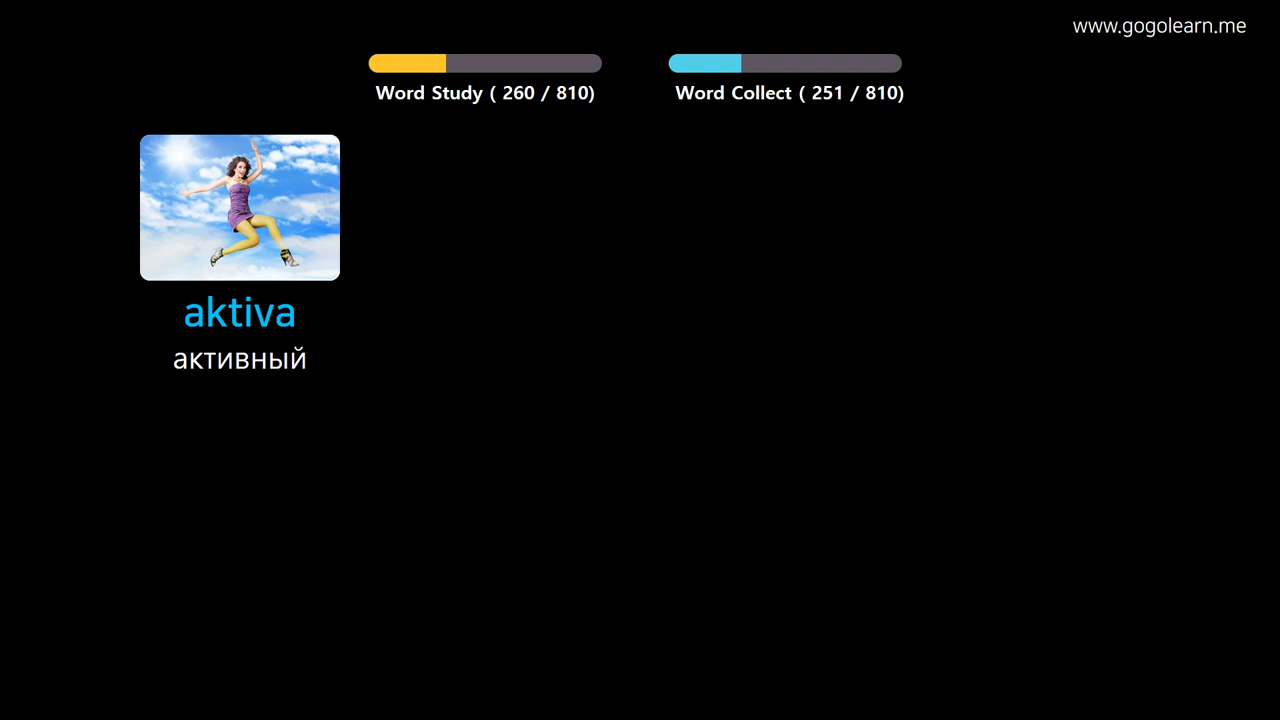 www.gogolearn.me
Word Study ( 260 / 810)
Word Collect ( 251 / 810)
aktiva
активный